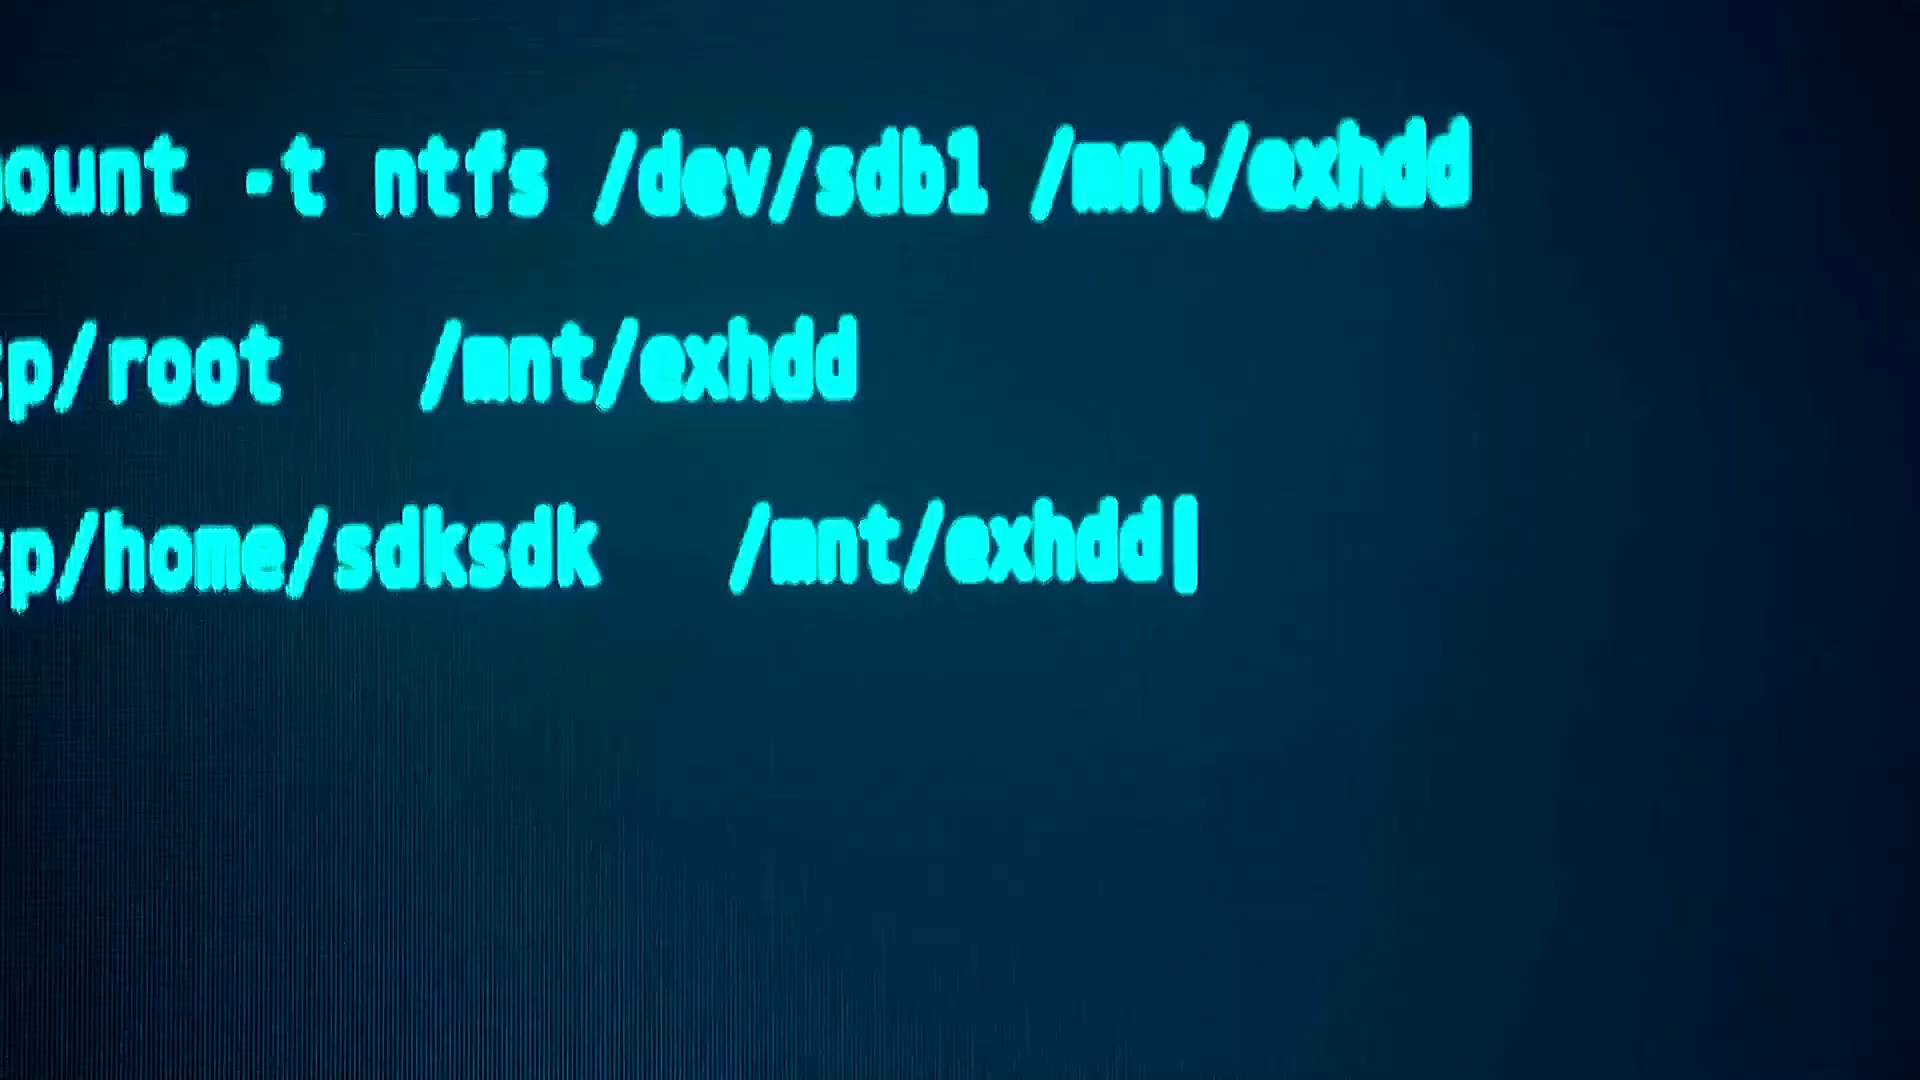 ount -t ntfs /dev/sdb1 /mnt/exhdd
p/root   /mnt/exhdd
p/home/sdksdk   /mnt/exhdd